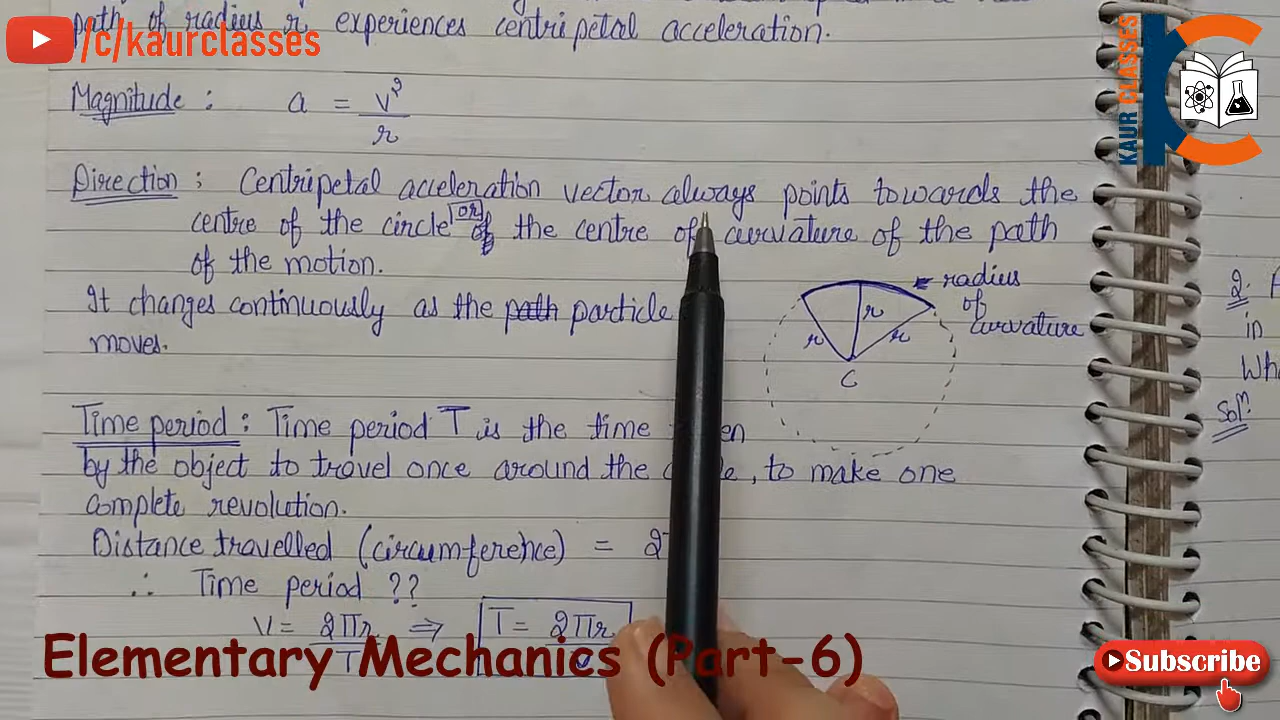 path of radius r experiences centripetal acceleration.
/c/kaurclasses
KAUR CLASSES
Magnitude : a = v²
r
Direction : Centripetal acceleration vector always points towards the
centre of the circle or of the centre of curvature of the path
of the motion.
It changes continuously as the path particle
moves.
radius
of
curvature
r
r
r
C
Time period : Time period T is the time
by the object to travel once around the , to make one
complete revolution.
Distance travelled (circumference) = 2
∴ Time period ??
V = 2πr ⇒ T = 2πr
T
2.
in
Soln.
Elementary Mechanics (Part-6)
Subscribe